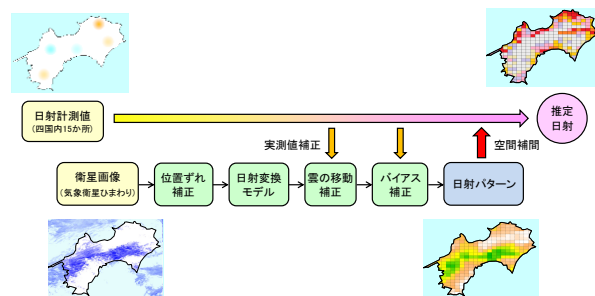 日射計測値
(四国内15か所)
推定
日射
実測値補正
空間補間
衛星画像
(気象衛星ひまわり)
位置ずれ
補正
日射変換
モデル
雲の移動
補正
バイアス
補正
日射パターン